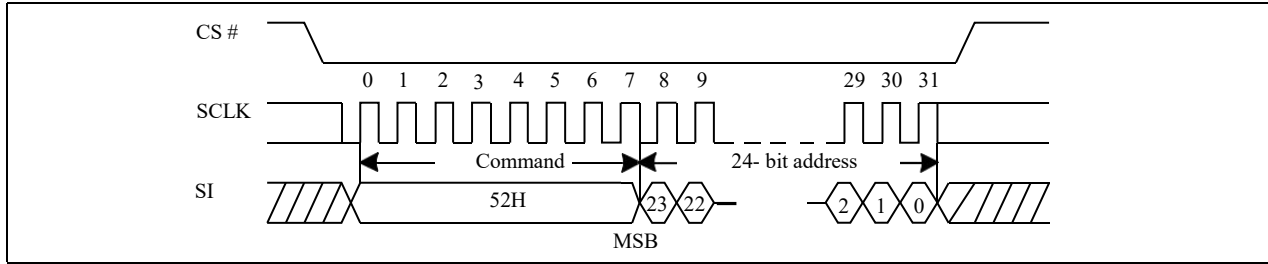 CS #
0 1 2 3 4 5 6 7 8 9 29 30 31
SCLK
Command 24- bit address
SI 52H 23 22 2 1 0
MSB